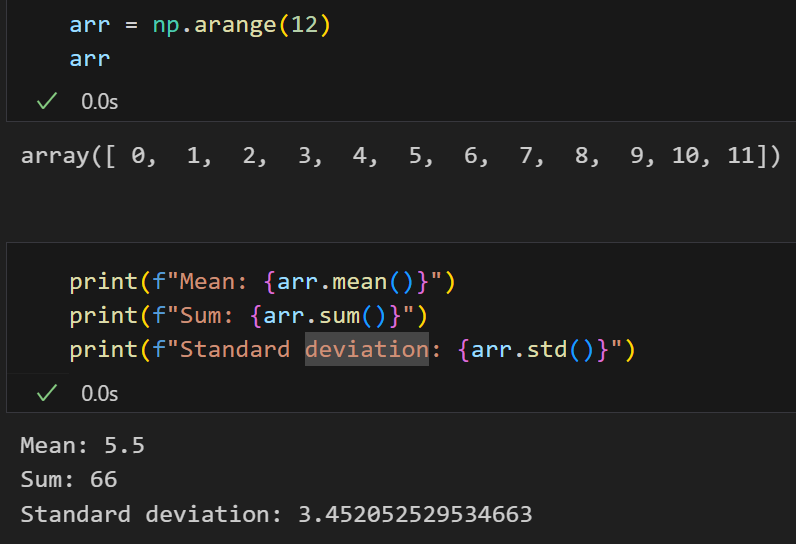 arr = np.arange(12)
arr
0.0s
array([ 0,  1,  2,  3,  4,  5,  6,  7,  8,  9, 10, 11])
print(f"Mean: {arr.mean()}")
print(f"Sum: {arr.sum()}")
print(f"Standard deviation: {arr.std()}")
0.0s
Mean: 5.5
Sum: 66
Standard deviation: 3.452052529534663